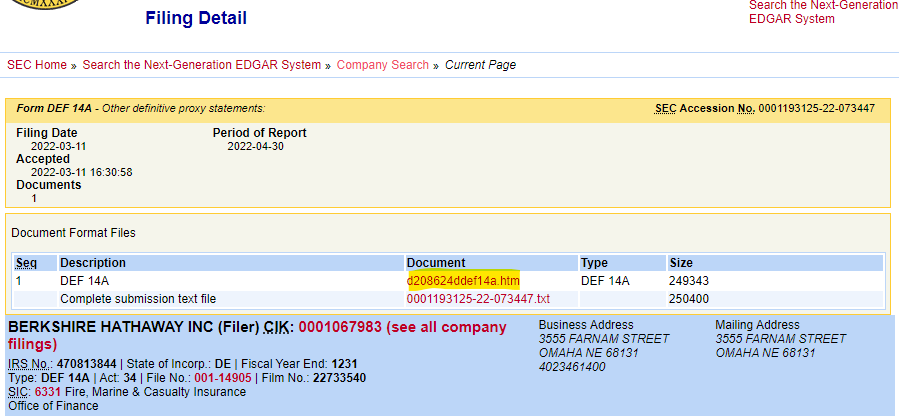 Search the Next-Generation
EDGAR System
Filing Detail
SEC Home » Search the Next-Generation EDGAR System » Company Search » Current Page
Form DEF 14A - Other definitive proxy statements:
SEC Accession No. 0001193125-22-073447
Filing Date
2022-03-11
Accepted
2022-03-11 16:30:58
Documents
1
Period of Report
2022-04-30
Document Format Files
Seq Description Document Type Size
1 DEF 14A d208624ddef14a.htm DEF 14A 249343
Complete submission text file 0001193125-22-073447.txt 250400
BERKSHIRE HATHAWAY INC (Filer) CIK: 0001067983 (see all company
filings)
IRS No.: 470813844 | State of Incorp.: DE | Fiscal Year End: 1231
Type: DEF 14A | Act: 34 | File No.: 001-14905 | Film No.: 22733540
SIC: 6331 Fire, Marine & Casualty Insurance
Office of Finance
Business Address
3555 FARNAM STREET
OMAHA NE 68131
4023461400
Mailing Address
3555 FARNAM STREET
OMAHA NE 68131